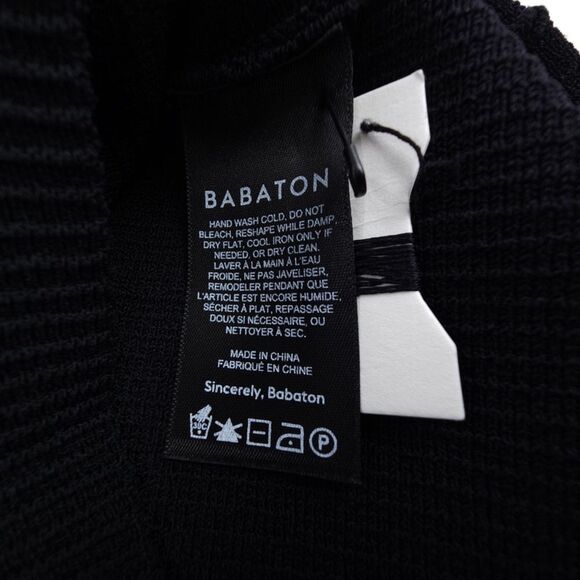 BABATON
HAND WASH COLD, DO NOT
BLEACH, RESHAPE WHILE DAMP,
DRY FLAT, COOL IRON ONLY IF
NEEDED, OR DRY CLEAN.
LAVER À LA MAIN À L'EAU
FROIDE, NE PAS JAVELISER,
REMODELER PENDANT QUE
L'ARTICLE EST ENCORE HUMIDE,
SÉCHER À PLAT, REPASSAGE
DOUX SI NÉCESSAIRE, OU
NETTOYER À SEC.
MADE IN CHINA
FABRIQUÉ EN CHINE
Sincerely, Babaton
30C P